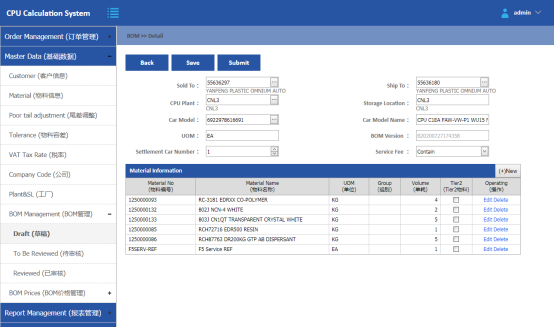 CPU Calculation System
admin
Order Management (订单管理)
Master Data (基础数据)
Customer (客户信息)
Material (物料信息)
Poor tail adjustment (尾差调整)
Tolerance (物料容差)
VAT Tax Rate (税率)
Company Code (公司)
Plant&SL (工厂)
BOM Management (BOM管理) -
Draft (草稿)
To Be Reviewed (待审核)
Reviewed (已审核)
BOM Prices (BOM价格管理) +
Report Management (报表管理)
BOM >> Detail
Back Save Submit
Sold To : 55636297 ...
YANFENG PLASTIC OMNIUM AUTO
Ship To : 55636180 ...
YANFENG PLASTIC OMNIUM AUTO
CPU Plant : CNL3 ...
CNL3
Storage Location : CNL3
CNL3
Car Model : 6922978616691 ...
Car Model Name : CPU C1EA FAW-VW-P1 WU15
UOM : EA
BOM Version :
Settlement Car Number : 1
Service Fee : Contain
Material Information (+)New
Material No (物料编号) Material Name (物料名称) UOM (单位) Group (组别) Volume (单耗) Tier2 (Tier2物料) Operating (操作)
1250000093 RC-3181 EDRXX CO-POLYMER KG 4 Edit Delete
1250000132 802J NCN-4 WHITE KG 2 Edit Delete
1250000133 803J CN1QT TRANSPARENT CRYSTAL WHITE KG 5 Edit Delete
1250000085 RCH72716 EDR500 RESIN KG 1 Edit Delete
1250000086 RCH87763 DR200KG GTP AB DISPERSANT KG 5 Edit Delete
FSSERV-REF FS Service REF EA 1 Edit Delete